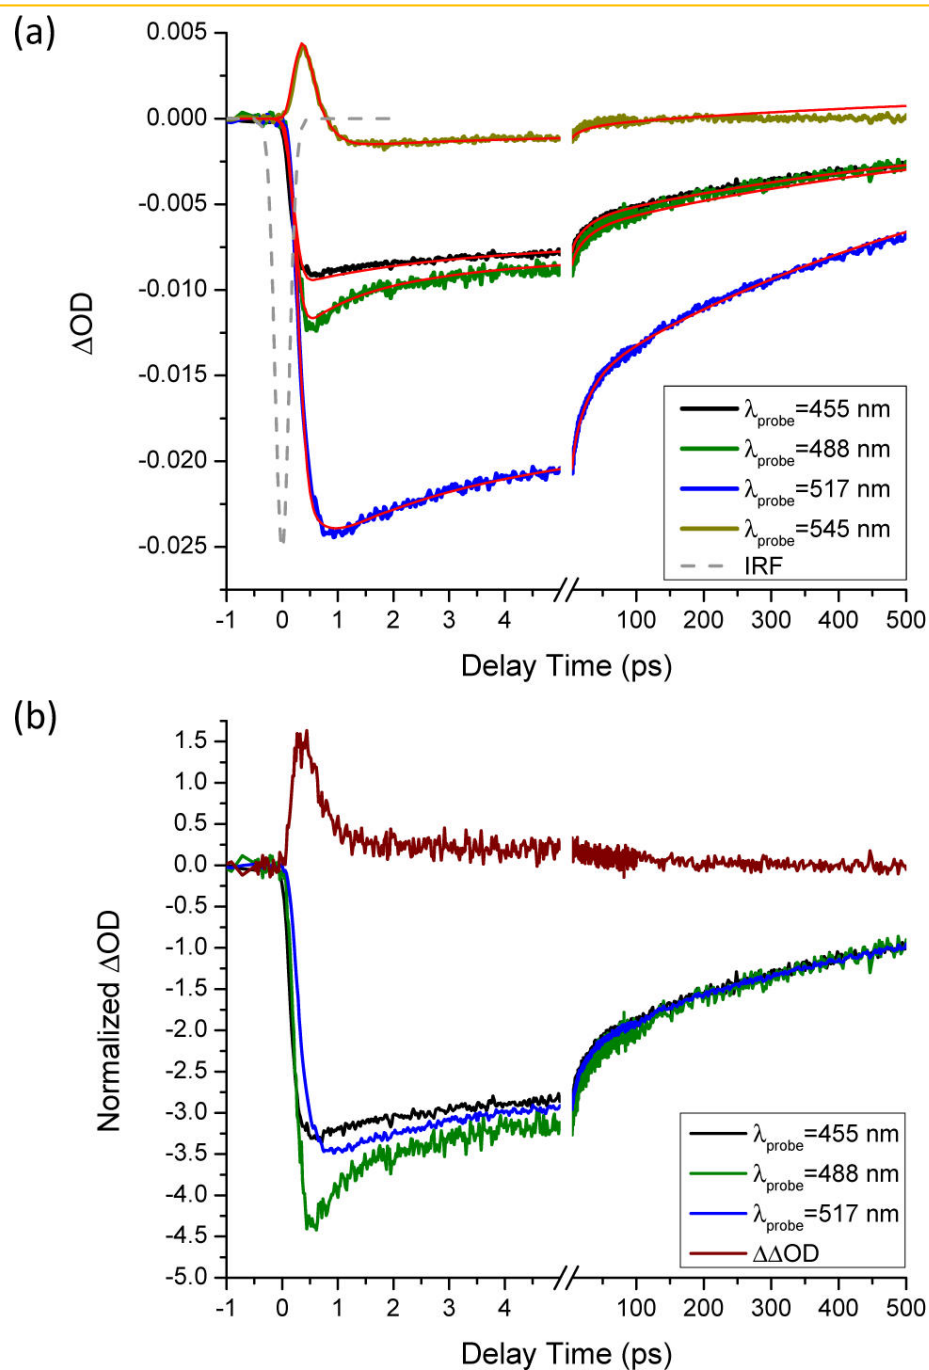 (a)
0.005
0.000
-0.005
-0.010
-0.015
-0.020
-0.025
ΔOD
λprobe=455 nm
λprobe=488 nm
λprobe=517 nm
λprobe=545 nm
IRF
-1 0 1 2 3 4 100 200 300 400 500
Delay Time (ps)
(b)
1.5
1.0
0.5
0.0
-0.5
-1.0
-1.5
-2.0
-2.5
-3.0
-3.5
-4.0
-4.5
-5.0
Normalized ΔOD
λprobe=455 nm
λprobe=488 nm
λprobe=517 nm
ΔΔOD
-1 0 1 2 3 4 100 200 300 400 500
Delay Time (ps)